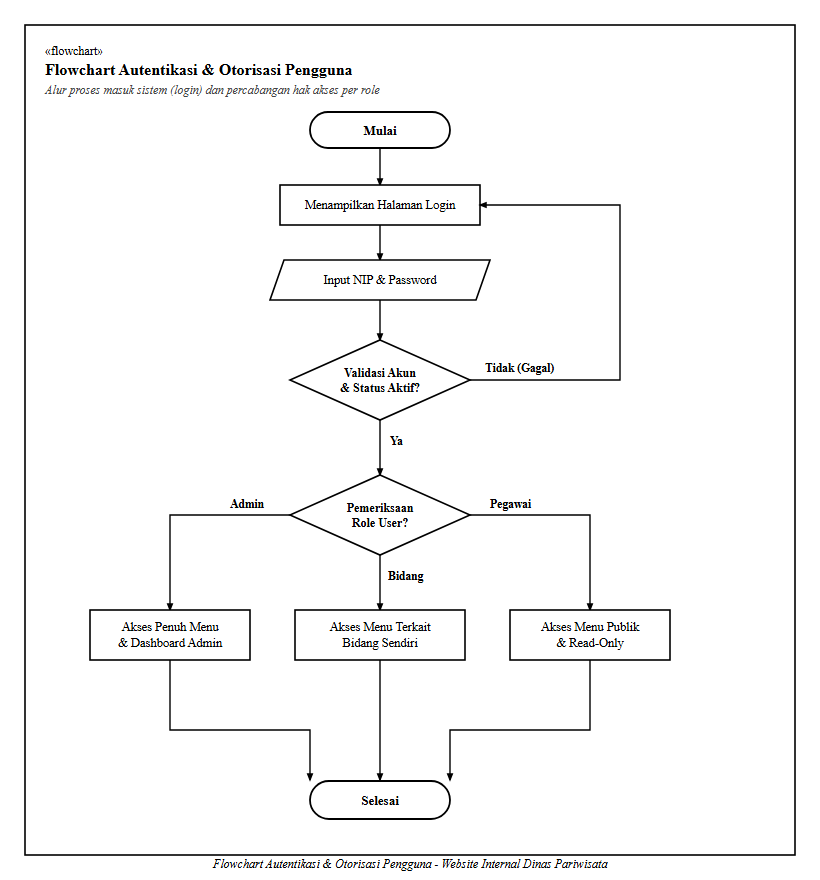 «flowchart»
Flowchart Autentikasi & Otorisasi Pengguna
Alur proses masuk sistem (login) dan percabangan hak akses per role
Mulai
Menampilkan Halaman Login
Input NIP & Password
Validasi Akun
& Status Aktif?
Tidak (Gagal)
Ya
Pemeriksaan
Role User?
Admin
Pegawai
Bidang
Akses Penuh Menu
& Dashboard Admin
Akses Menu Terkait
Bidang Sendiri
Akses Menu Publik
& Read-Only
Selesai
Flowchart Autentikasi & Otorisasi Pengguna - Website Internal Dinas Pariwisata